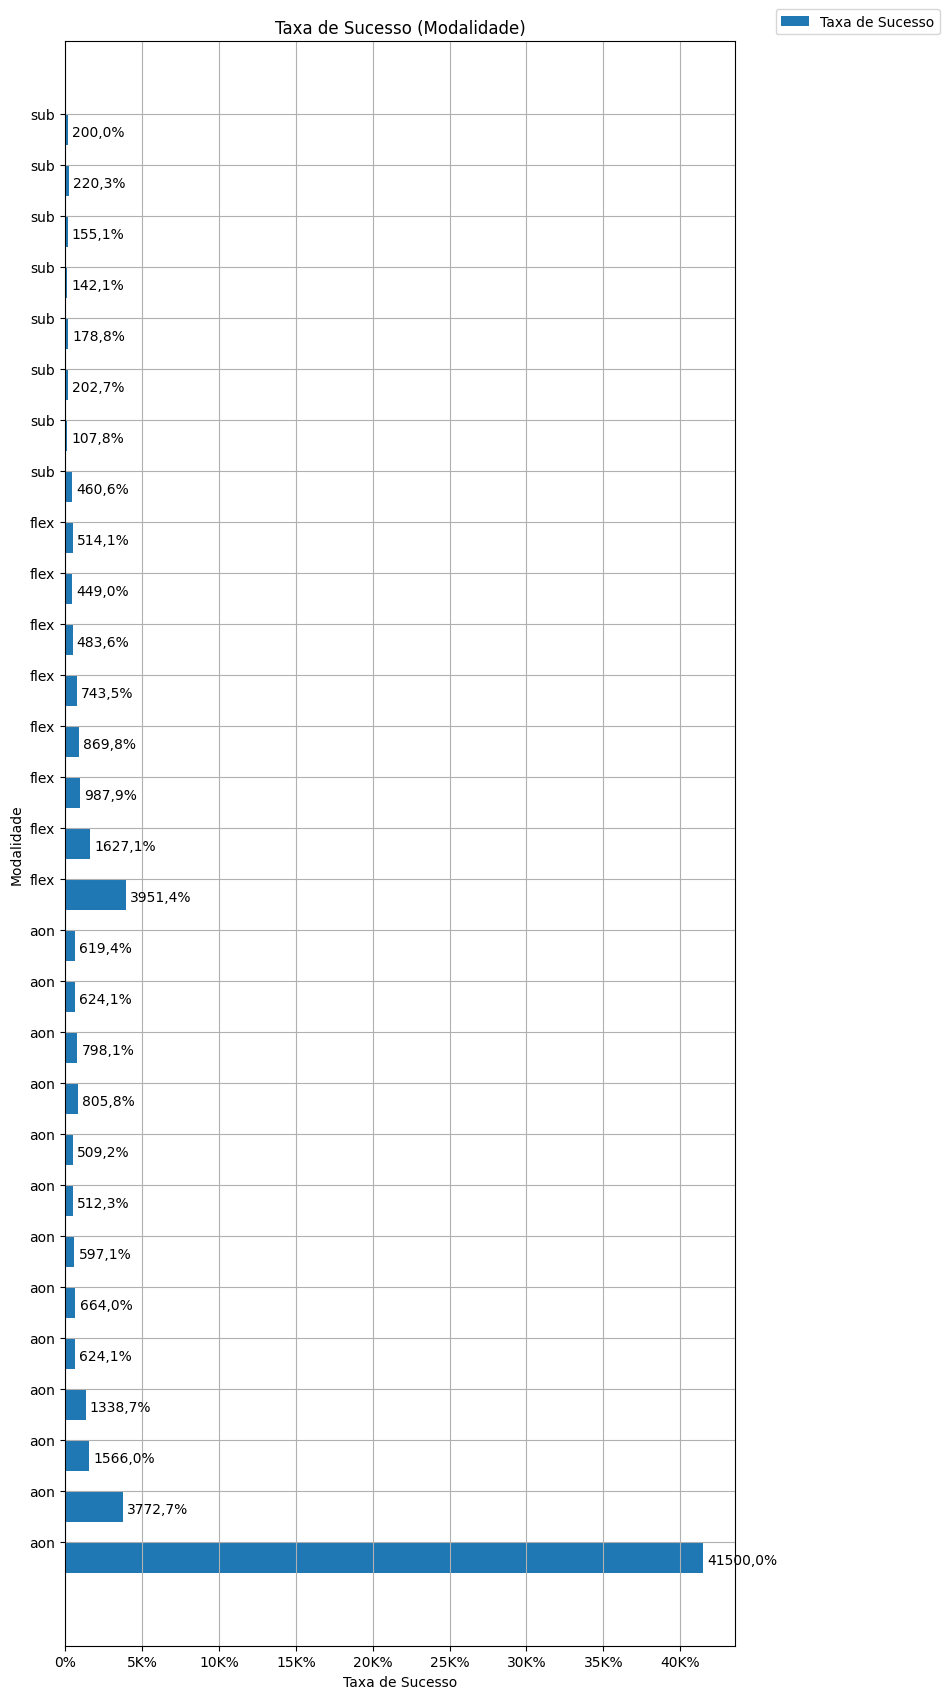 Taxa de Sucesso (Modalidade)
Taxa de Sucesso
sub
200,0%
sub
220,3%
sub
155,1%
sub
142,1%
sub
178,8%
sub
202,7%
sub
107,8%
sub
460,6%
flex
514,1%
flex
449,0%
flex
483,6%
flex
743,5%
flex
869,8%
flex
987,9%
flex
1627,1%
flex
3951,4%
aon
619,4%
aon
624,1%
aon
798,1%
aon
805,8%
aon
509,2%
aon
512,3%
aon
597,1%
aon
664,0%
aon
624,1%
aon
1338,7%
aon
1566,0%
aon
3772,7%
aon
41500,0%
Modalidade
0% 5K% 10K% 15K% 20K% 25K% 30K% 35K% 40K%
Taxa de Sucesso